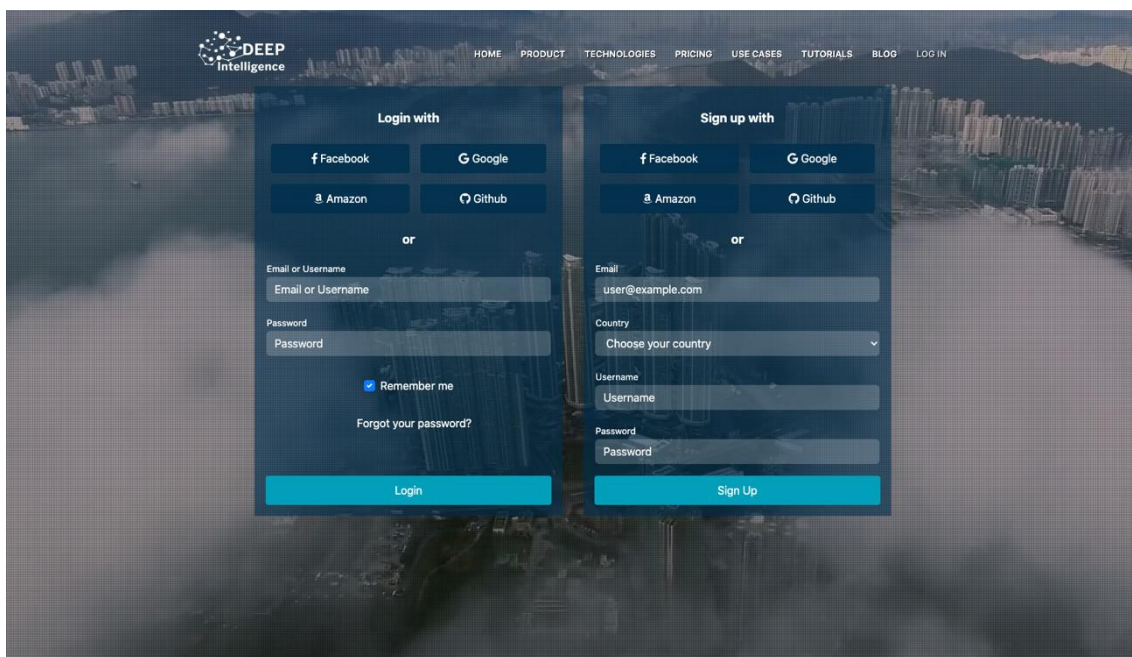 DEEP
Intelligence
HOME PRODUCT TECHNOLOGIES PRICING USE CASES TUTORIALS BLOG LOG IN
Login with
Facebook Google
Amazon Github
or
Email or Username
Email or Username
Password
Password
Remember me
Forgot your password?
Login
Sign up with
Facebook Google
Amazon Github
or
Email
user@example.com
Country
Choose your country
Username
Username
Password
Password
Sign Up